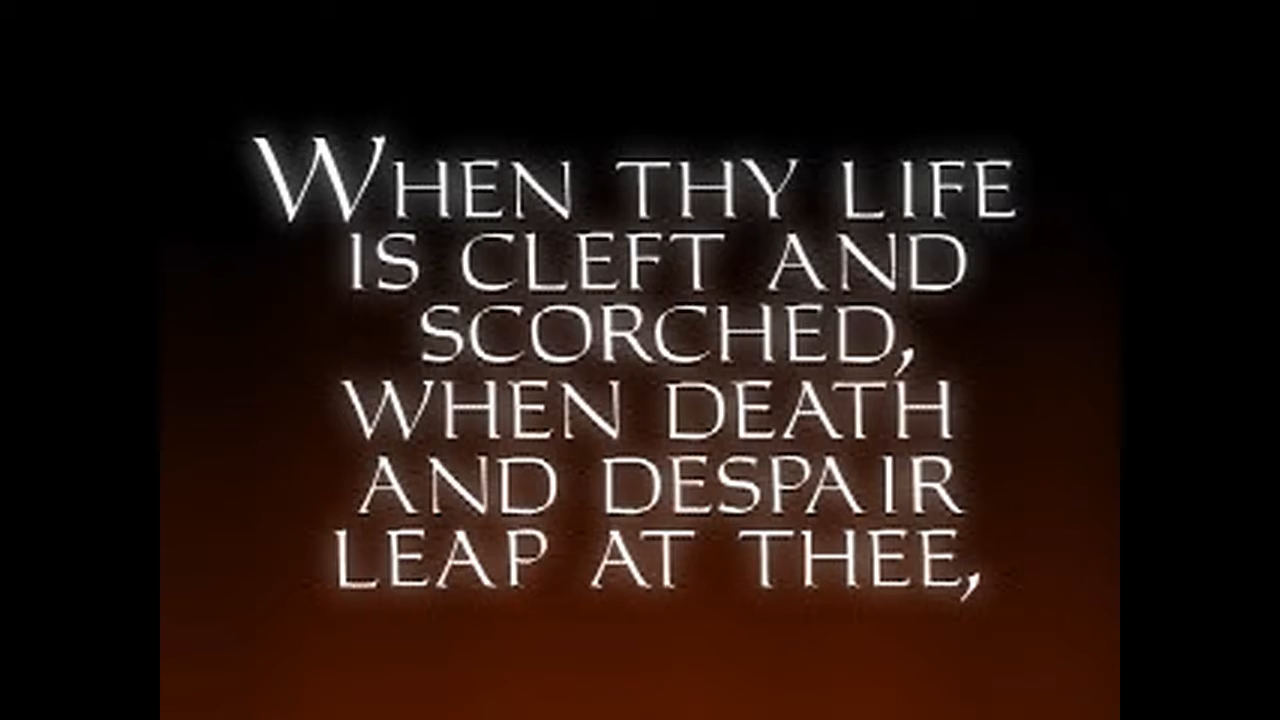 When thy life
is cleft and
scorched,
when death
and despair
leap at thee,